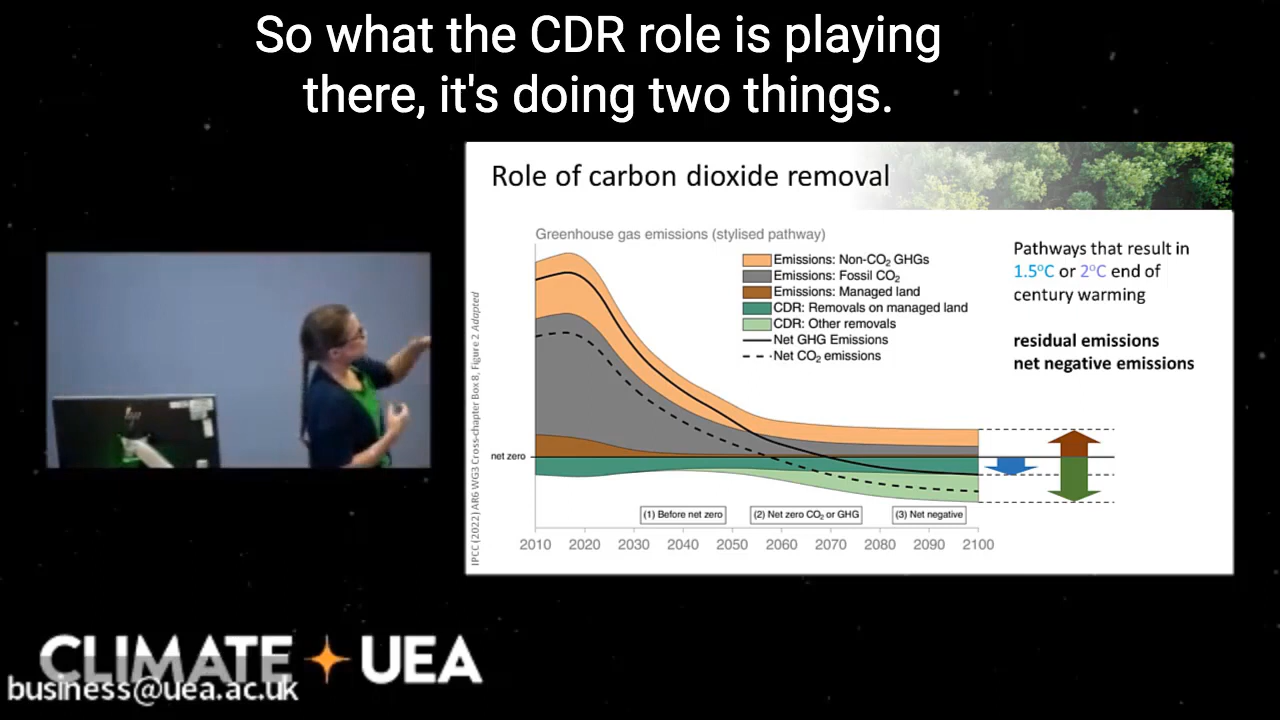 So what the CDR role is playing
there, it's doing two things.
Role of carbon dioxide removal
Greenhouse gas emissions (stylised pathway)
Emissions: Non-CO₂ GHGs
Emissions: Fossil CO₂
Emissions: Managed land
CDR: Removals on managed land
CDR: Other removals
Net GHG Emissions
Net CO₂ emissions
Pathways that result in
1.5°C or 2°C end of
century warming
residual emissions
net negative emissions
IPCC (2022) AR6 WG3 Cross-chapter Box 8, Figure 2 Adapted
net zero
(1) Before net zero
(2) Net zero CO₂ or GHG
(3) Net negative
2010 2020 2030 2040 2050 2060 2070 2080 2090 2100
hp
CLIMATE UEA
business@uea.ac.uk